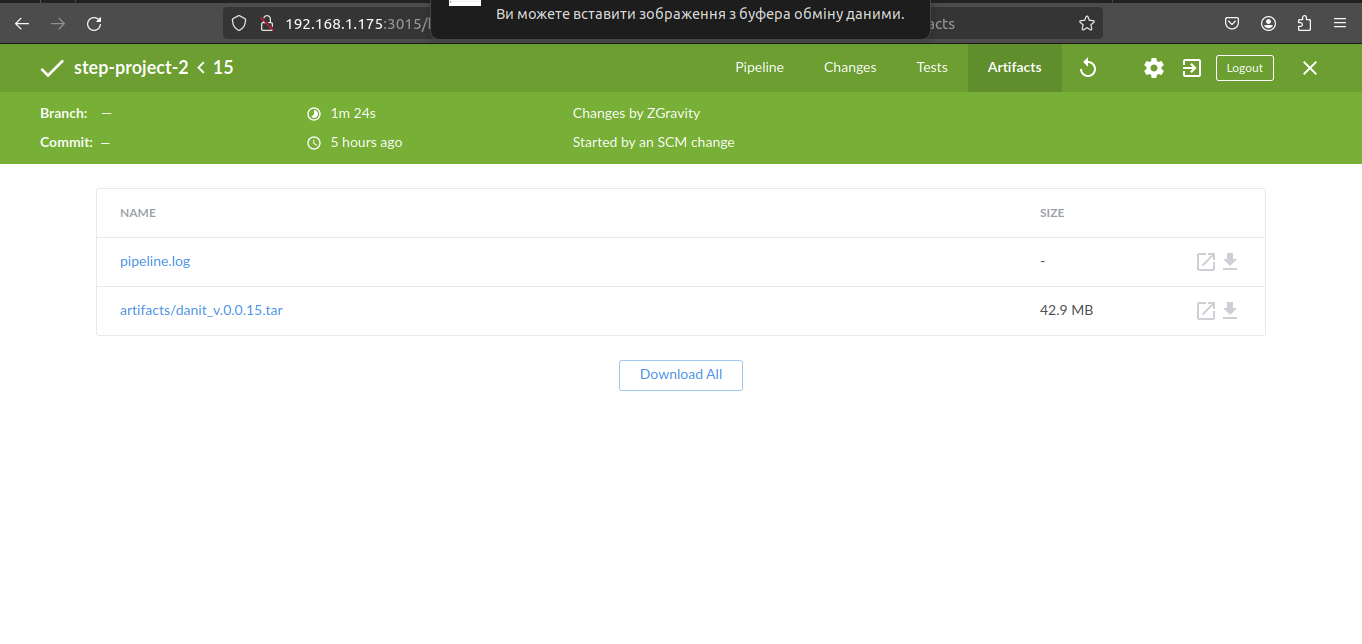 Ви можете вставити зображення з буфера обміну даними.
192.168.1.175:3015/
acts
step-project-2 < 15
Pipeline Changes Tests Artifacts Logout
Branch: — 1m 24s Changes by ZGravity
Commit: — 5 hours ago Started by an SCM change
NAME SIZE
pipeline.log -
artifacts/danit_v.0.0.15.tar 42.9 MB
Download All